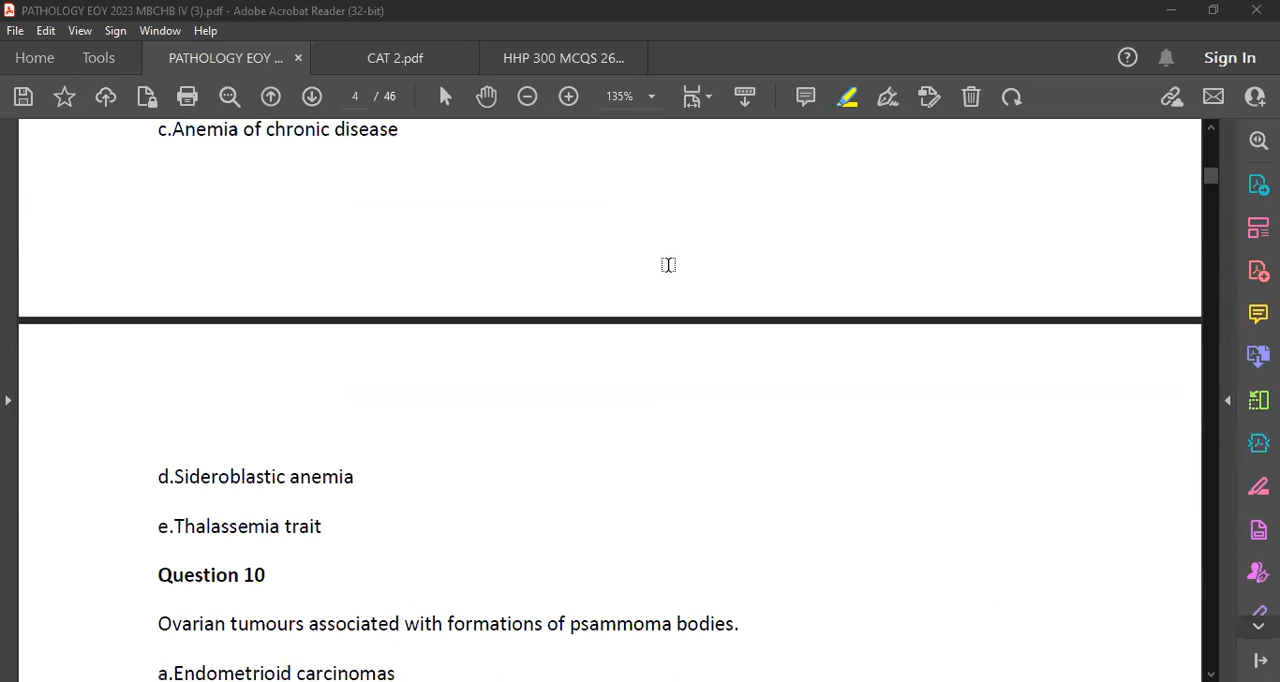 PATHOLOGY EOY 2023 MBCHB IV (3).pdf - Adobe Acrobat Reader (32-bit)
File Edit View Sign Window Help
Home Tools PATHOLOGY EOY ... × CAT 2.pdf HHP 300 MCQS 26... Sign In
4 / 46 135%
c.Anemia of chronic disease
d.Sideroblastic anemia
e.Thalassemia trait
Question 10
Ovarian tumours associated with formations of psammoma bodies.
a.Endometrioid carcinomas